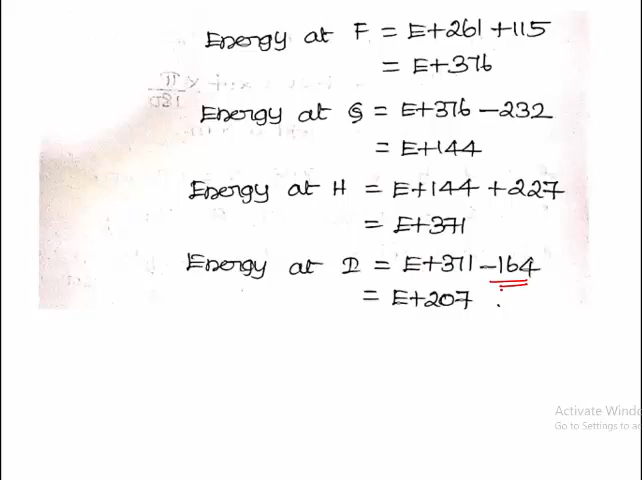 Energy at F = E+261 +115
= E+376
Energy at G = E+376 -232
= E+144
Energy at H = E+144 +227
= E+371
Energy at I = E+371 -164
= E+207 .
Activate Windo
Go to Settings to a